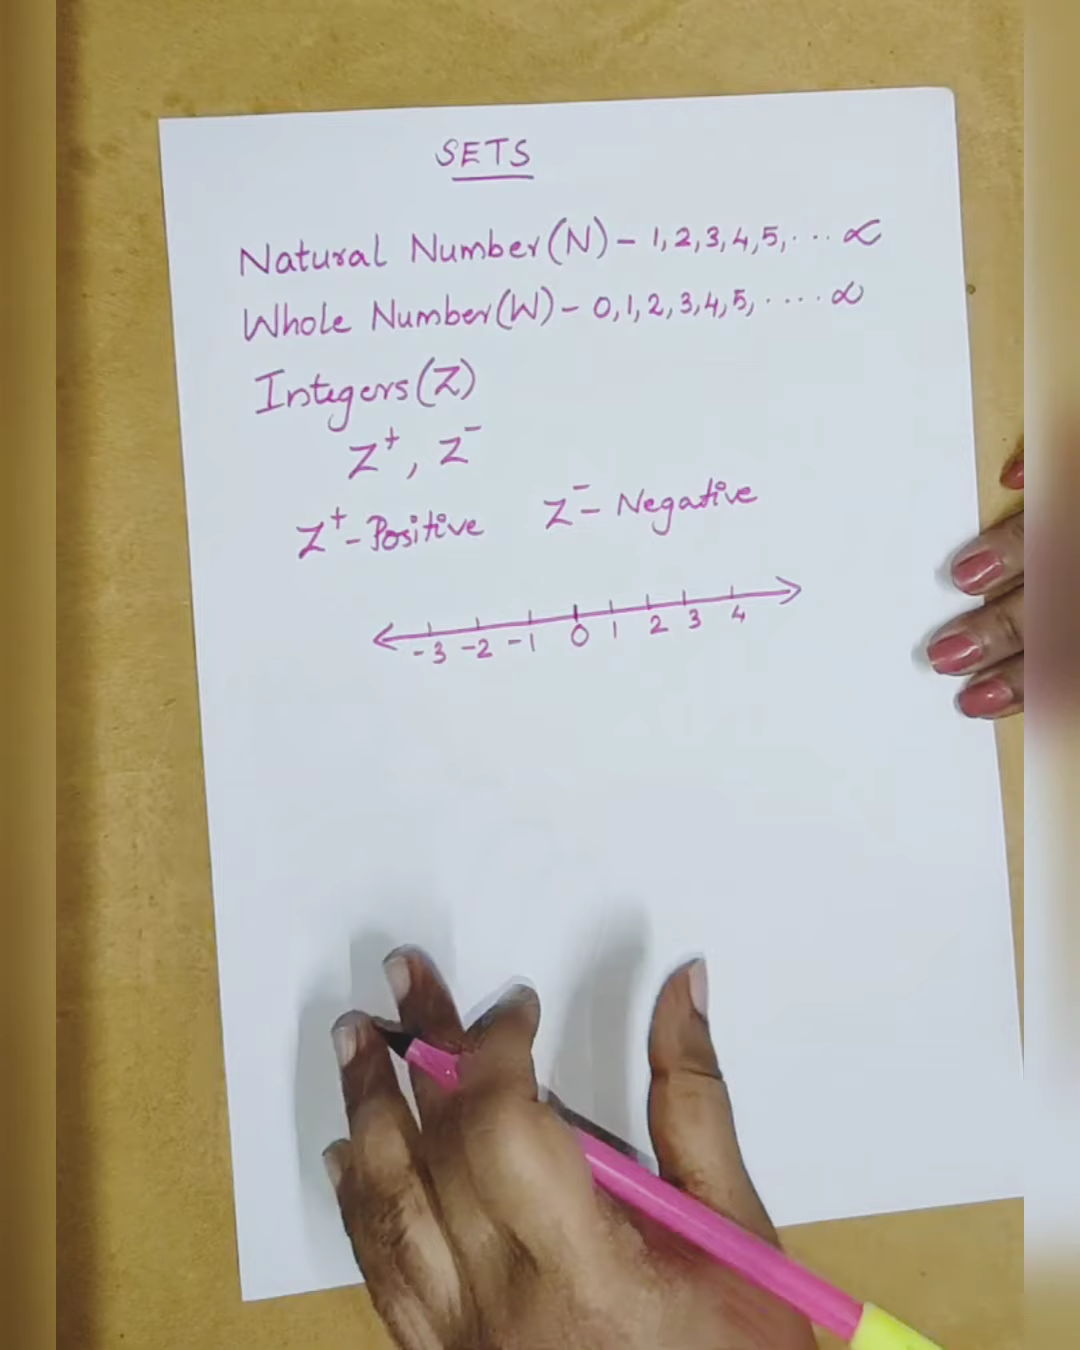 SETS
Natural Number(N) - 1,2,3,4,5,... ∝
Whole Number(W) - 0,1,2,3,4,5,..... ∝
Integers(Z)
Z⁺, Z⁻
Z⁺-Positive Z⁻- Negative
-3 -2 -1 0 1 2 3 4